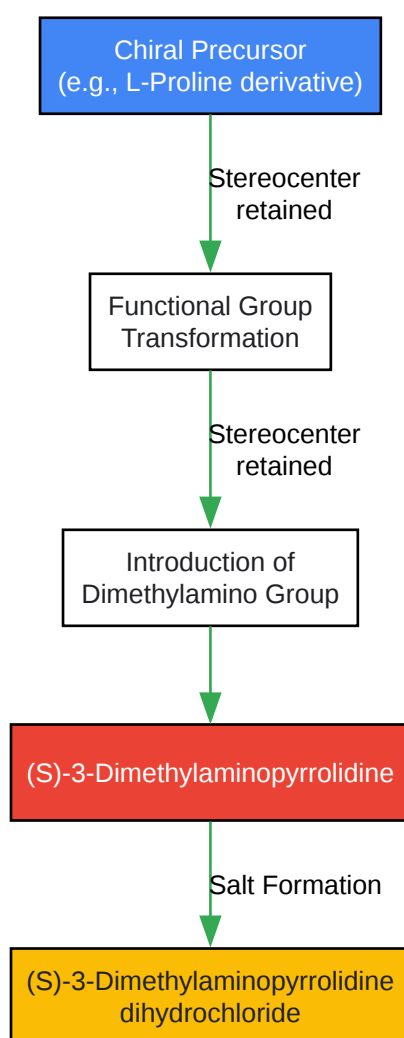 Chiral Precursor
(e.g., L-Proline derivative)
Stereocenter
retained
Functional Group
Transformation
Stereocenter
retained
Introduction of
Dimethylamino Group
(S)-3-Dimethylaminopyrrolidine
Salt Formation
(S)-3-Dimethylaminopyrrolidine
dihydrochloride